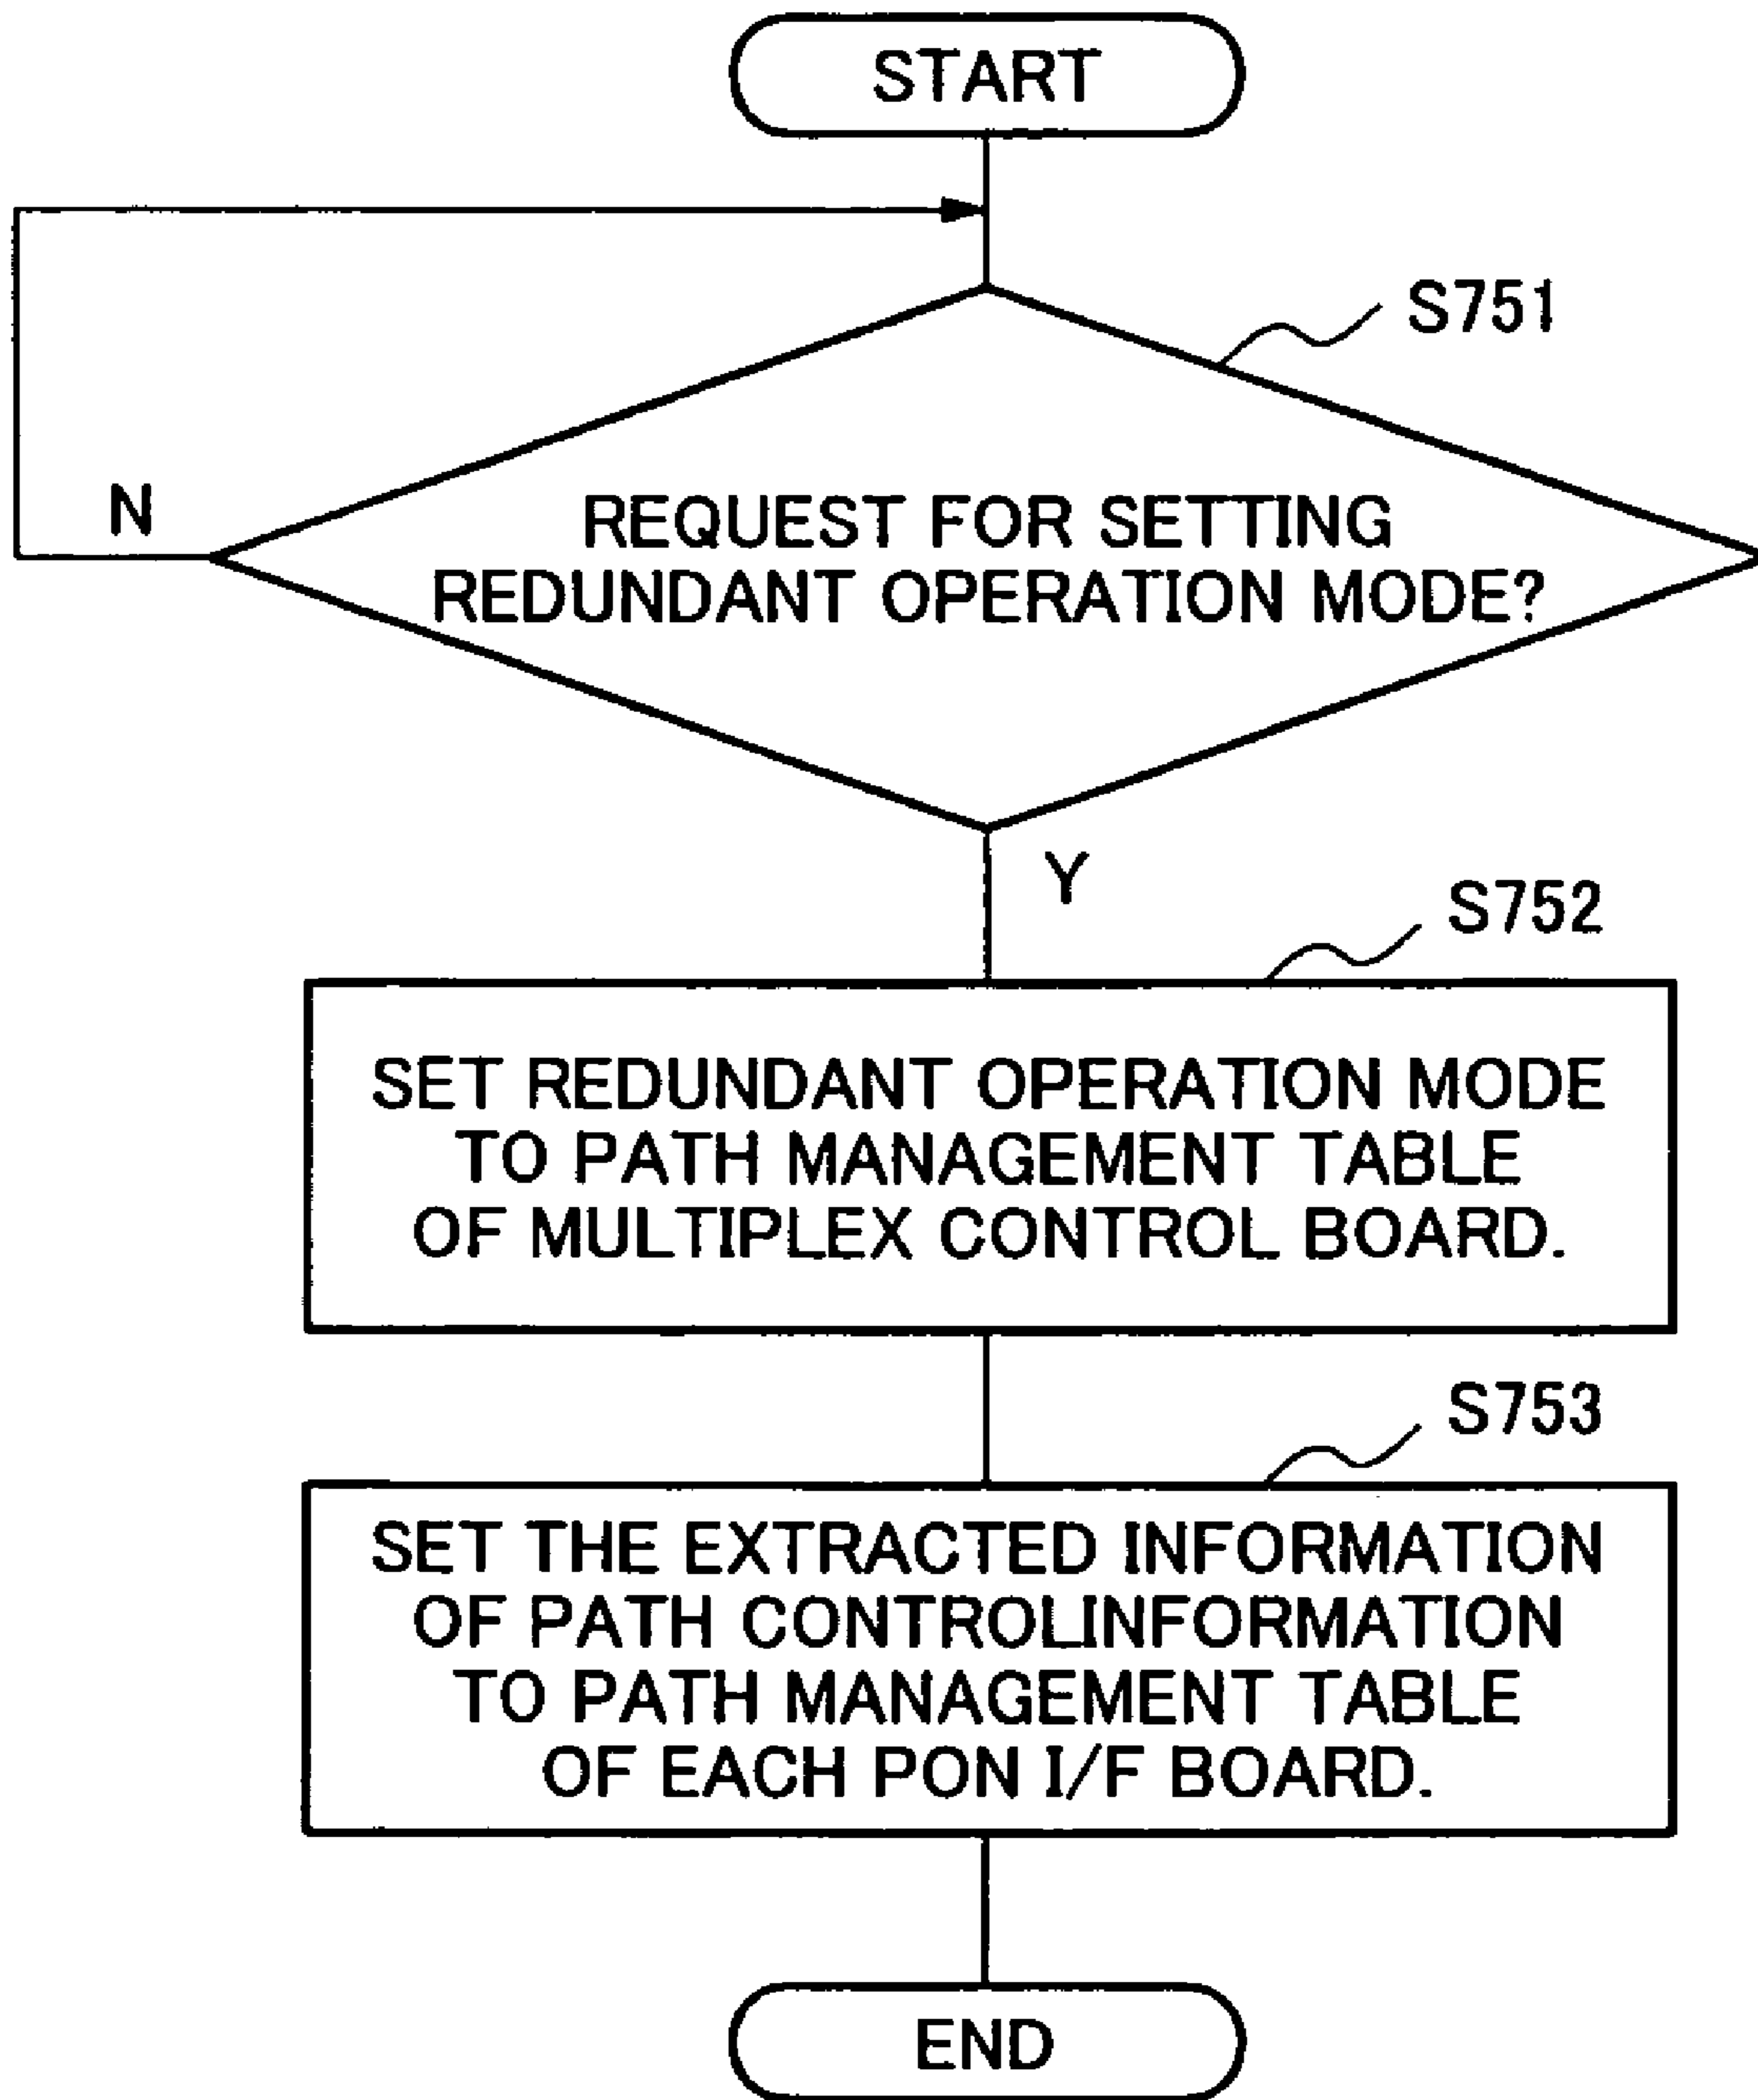 START
S751
REQUEST FOR SETTING
REDUNDANT OPERATION MODE?
N
Y
S752
SET REDUNDANT OPERATION MODE
TO PATH MANAGEMENT TABLE
OF MULTIPLEX CONTROL BOARD.
S753
SET THE EXTRACTED INFORMATION
OF PATH CONTROLINFORMATION
TO PATH MANAGEMENT TABLE
OF EACH PON I/F BOARD.
END